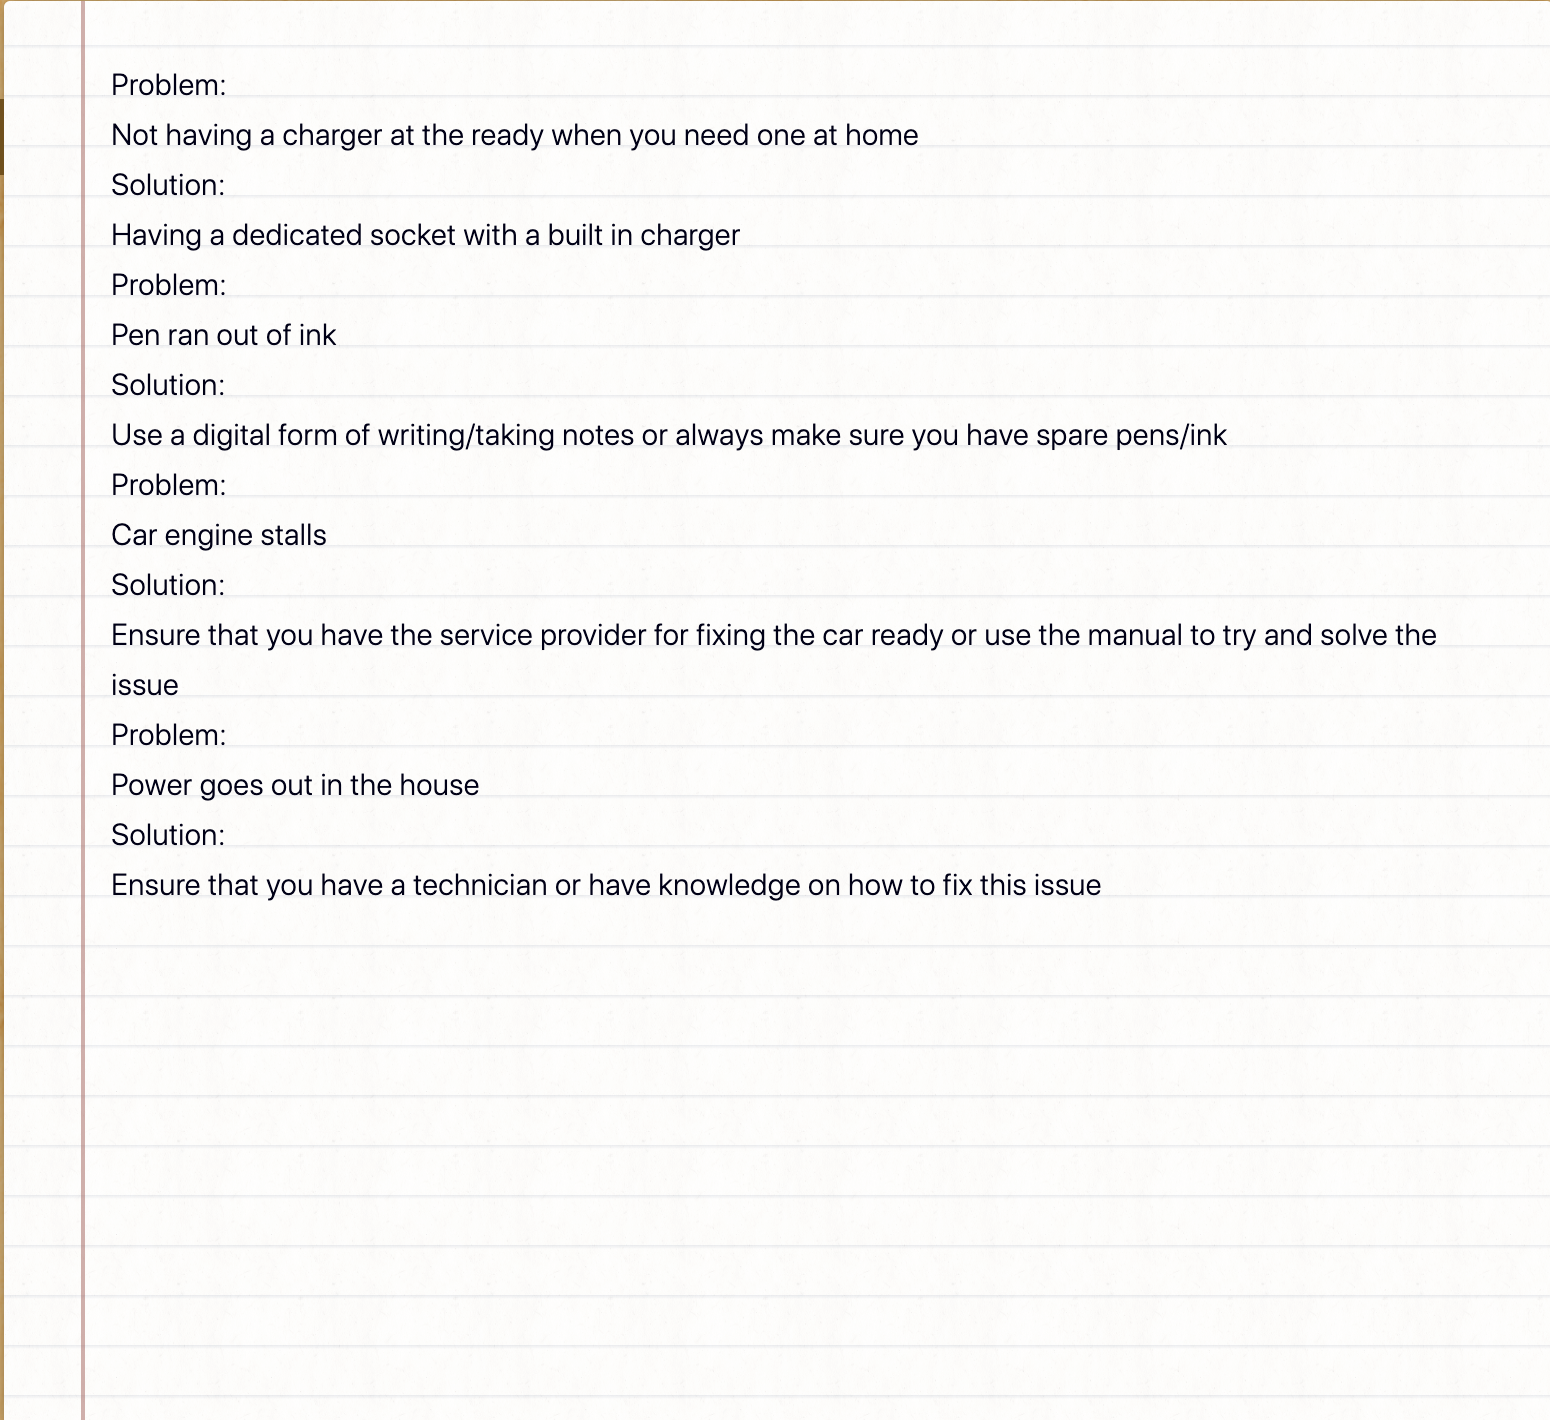 Problem:
Not having a charger at the ready when you need one at home
Solution:
Having a dedicated socket with a built in charger
Problem:
Pen ran out of ink
Solution:
Use a digital form of writing/taking notes or always make sure you have spare pens/ink
Problem:
Car engine stalls
Solution:
Ensure that you have the service provider for fixing the car ready or use the manual to try and solve the
issue
Problem:
Power goes out in the house
Solution:
Ensure that you have a technician or have knowledge on how to fix this issue